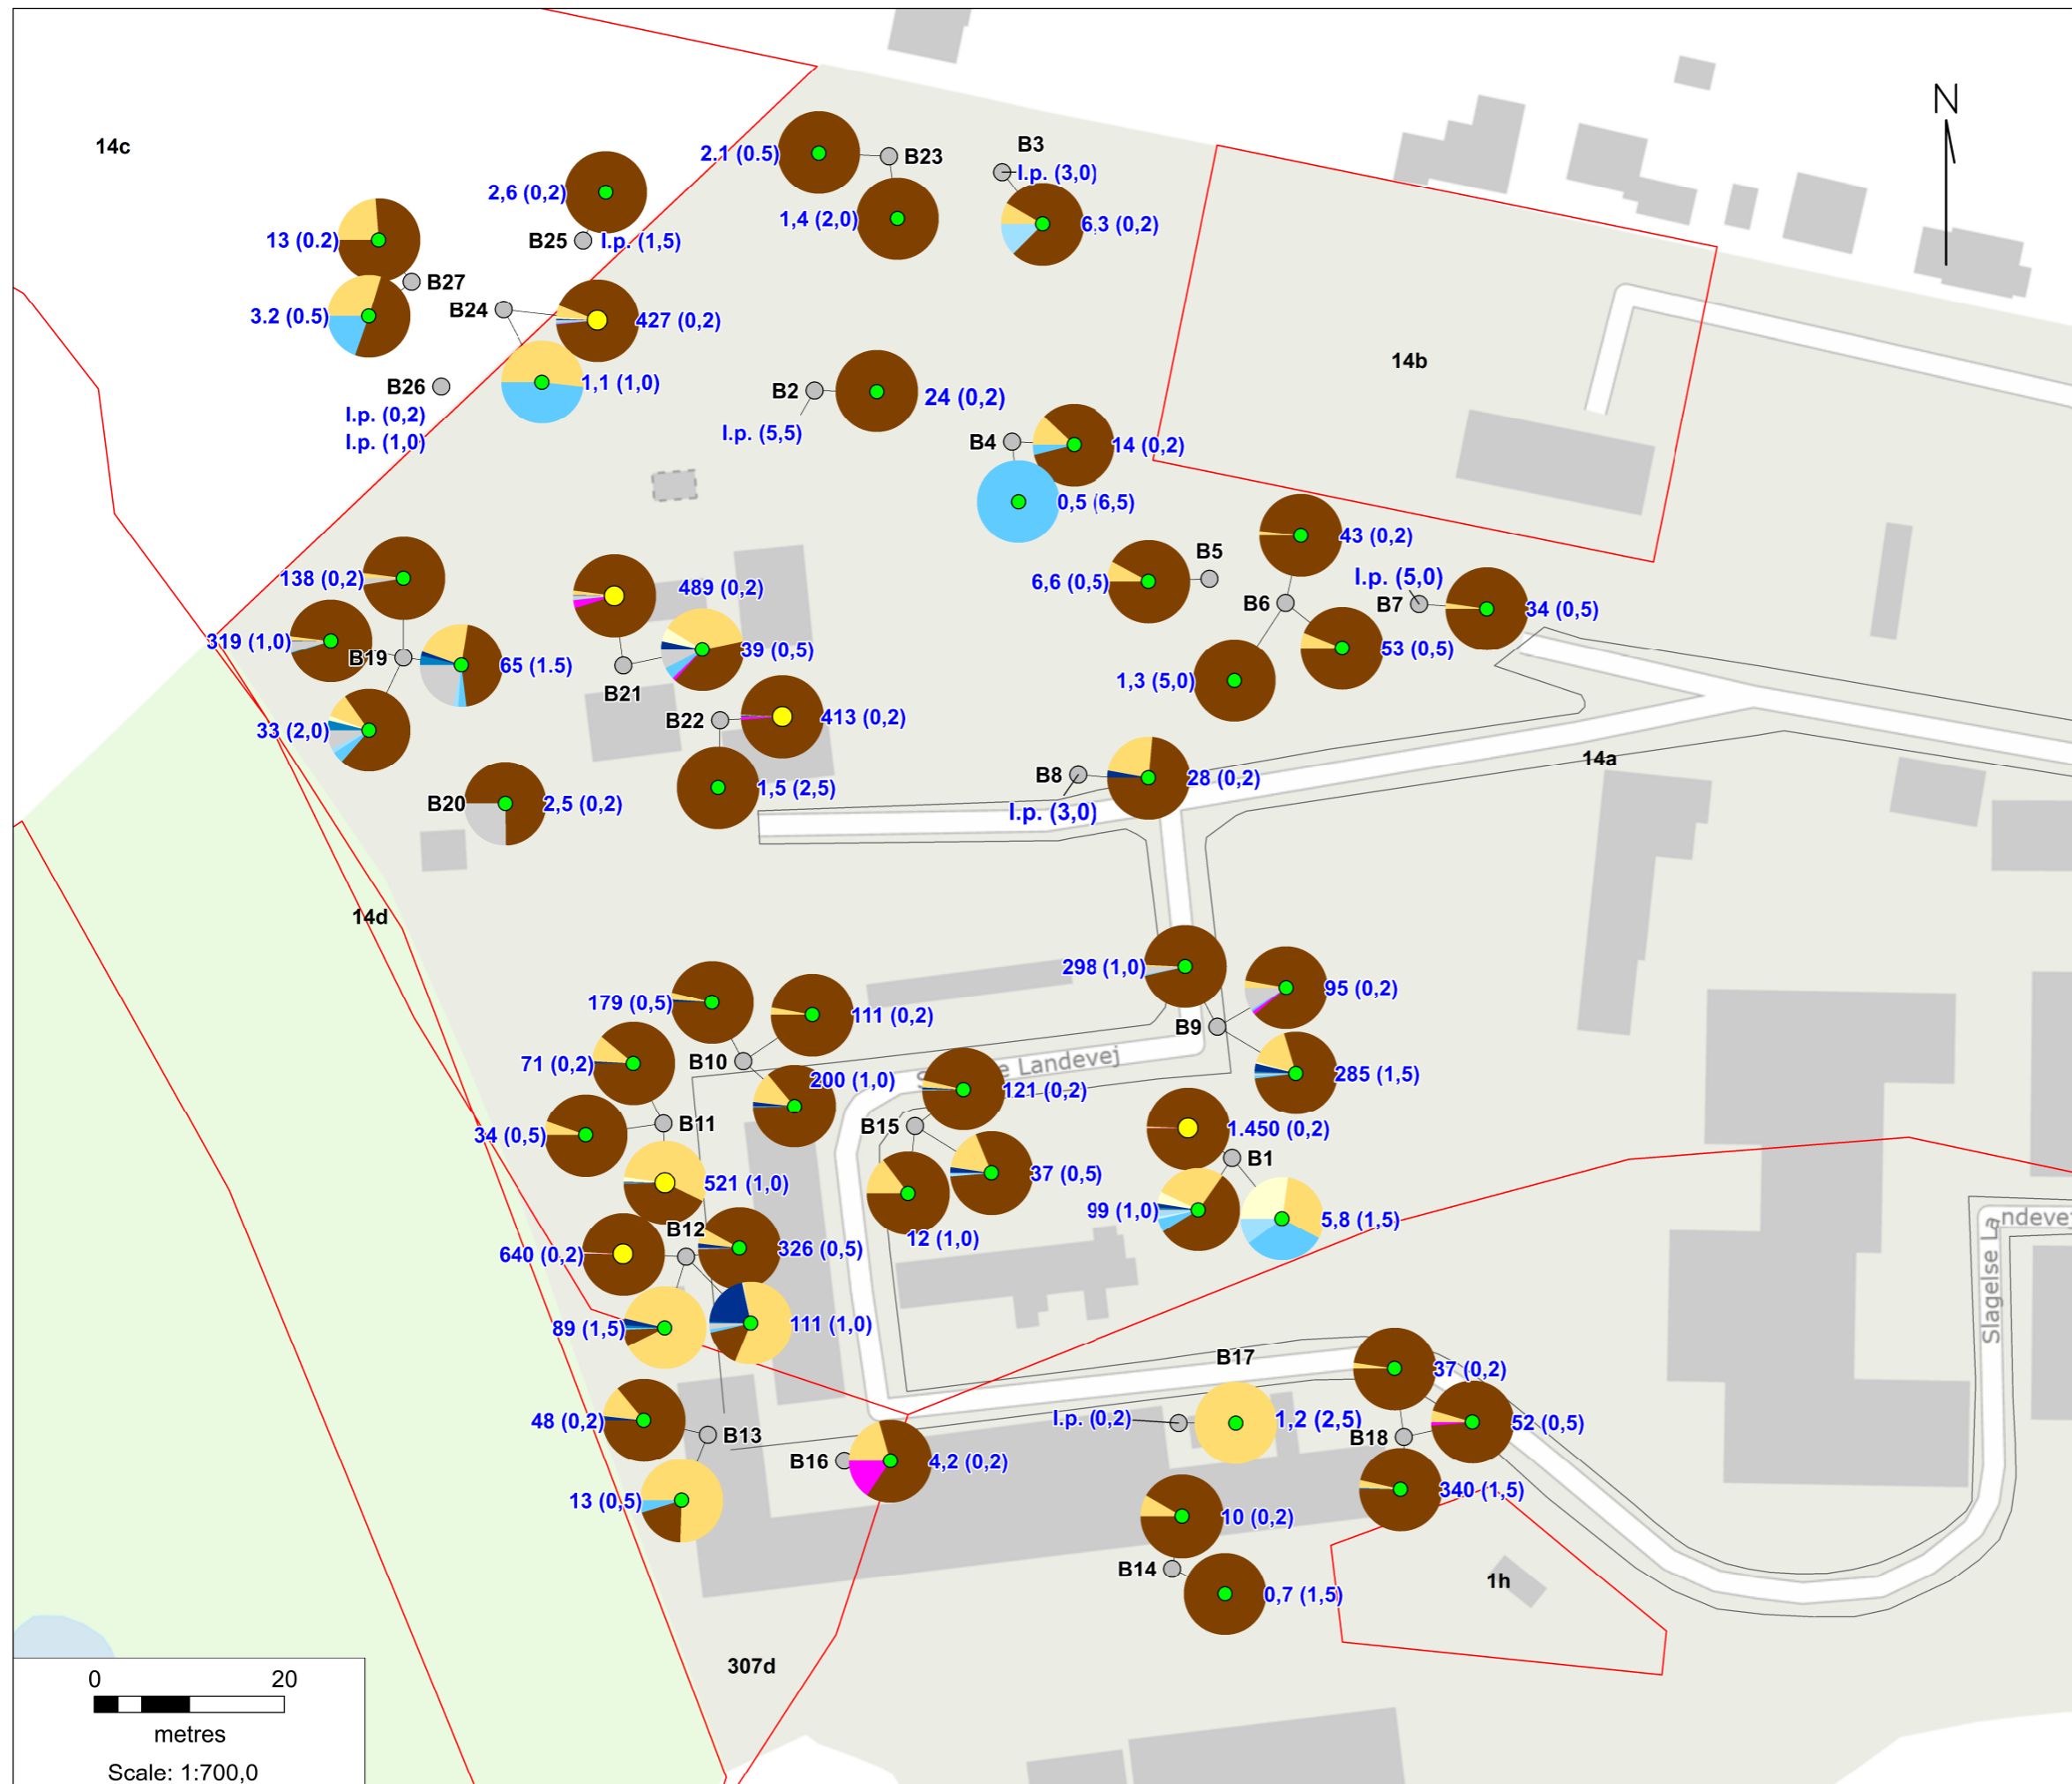 N
14c
2.1 (0.5)
B23
B3
I.p. (3,0)
2,6 (0,2)
1,4 (2,0)
6,3 (0,2)
13 (0.2)
B25
I.p. (1,5)
B27
B24
3.2 (0.5)
427 (0,2)
14b
B26
1,1 (1,0)
B2
24 (0,2)
I.p. (0,2)
I.p. (1,0)
I.p. (5,5)
B4
14 (0,2)
0,5 (6,5)
43 (0,2)
B5
138 (0,2)
489 (0,2)
6,6 (0,5)
I.p. (5,0)
B6
B7
34 (0,5)
319 (1,0)
B19
65 (1.5)
39 (0,5)
53 (0,5)
B21
1,3 (5,0)
33 (2,0)
B22
413 (0,2)
14a
B8
28 (0,2)
1,5 (2,5)
B20
2,5 (0,2)
I.p. (3,0)
14d
298 (1,0)
95 (0,2)
179 (0,5)
111 (0,2)
B9
71 (0,2)
B10
Landevej
200 (1,0)
285 (1,5)
121 (0,2)
B11
B15
34 (0,5)
1.450 (0,2)
B1
37 (0,5)
521 (1,0)
99 (1,0)
5,8 (1,5)
B12
12 (1,0)
640 (0,2)
326 (0,5)
89 (1,5)
111 (1,0)
Slagelse La
ndevej
B17
37 (0,2)
48 (0,2)
B13
I.p. (0,2)
1,2 (2,5)
B18
52 (0,5)
B16
4,2 (0,2)
13 (0,5)
340 (1,5)
10 (0,2)
B14
0,7 (1,5)
1h
307d
0 20
metres
Scale: 1:700,0